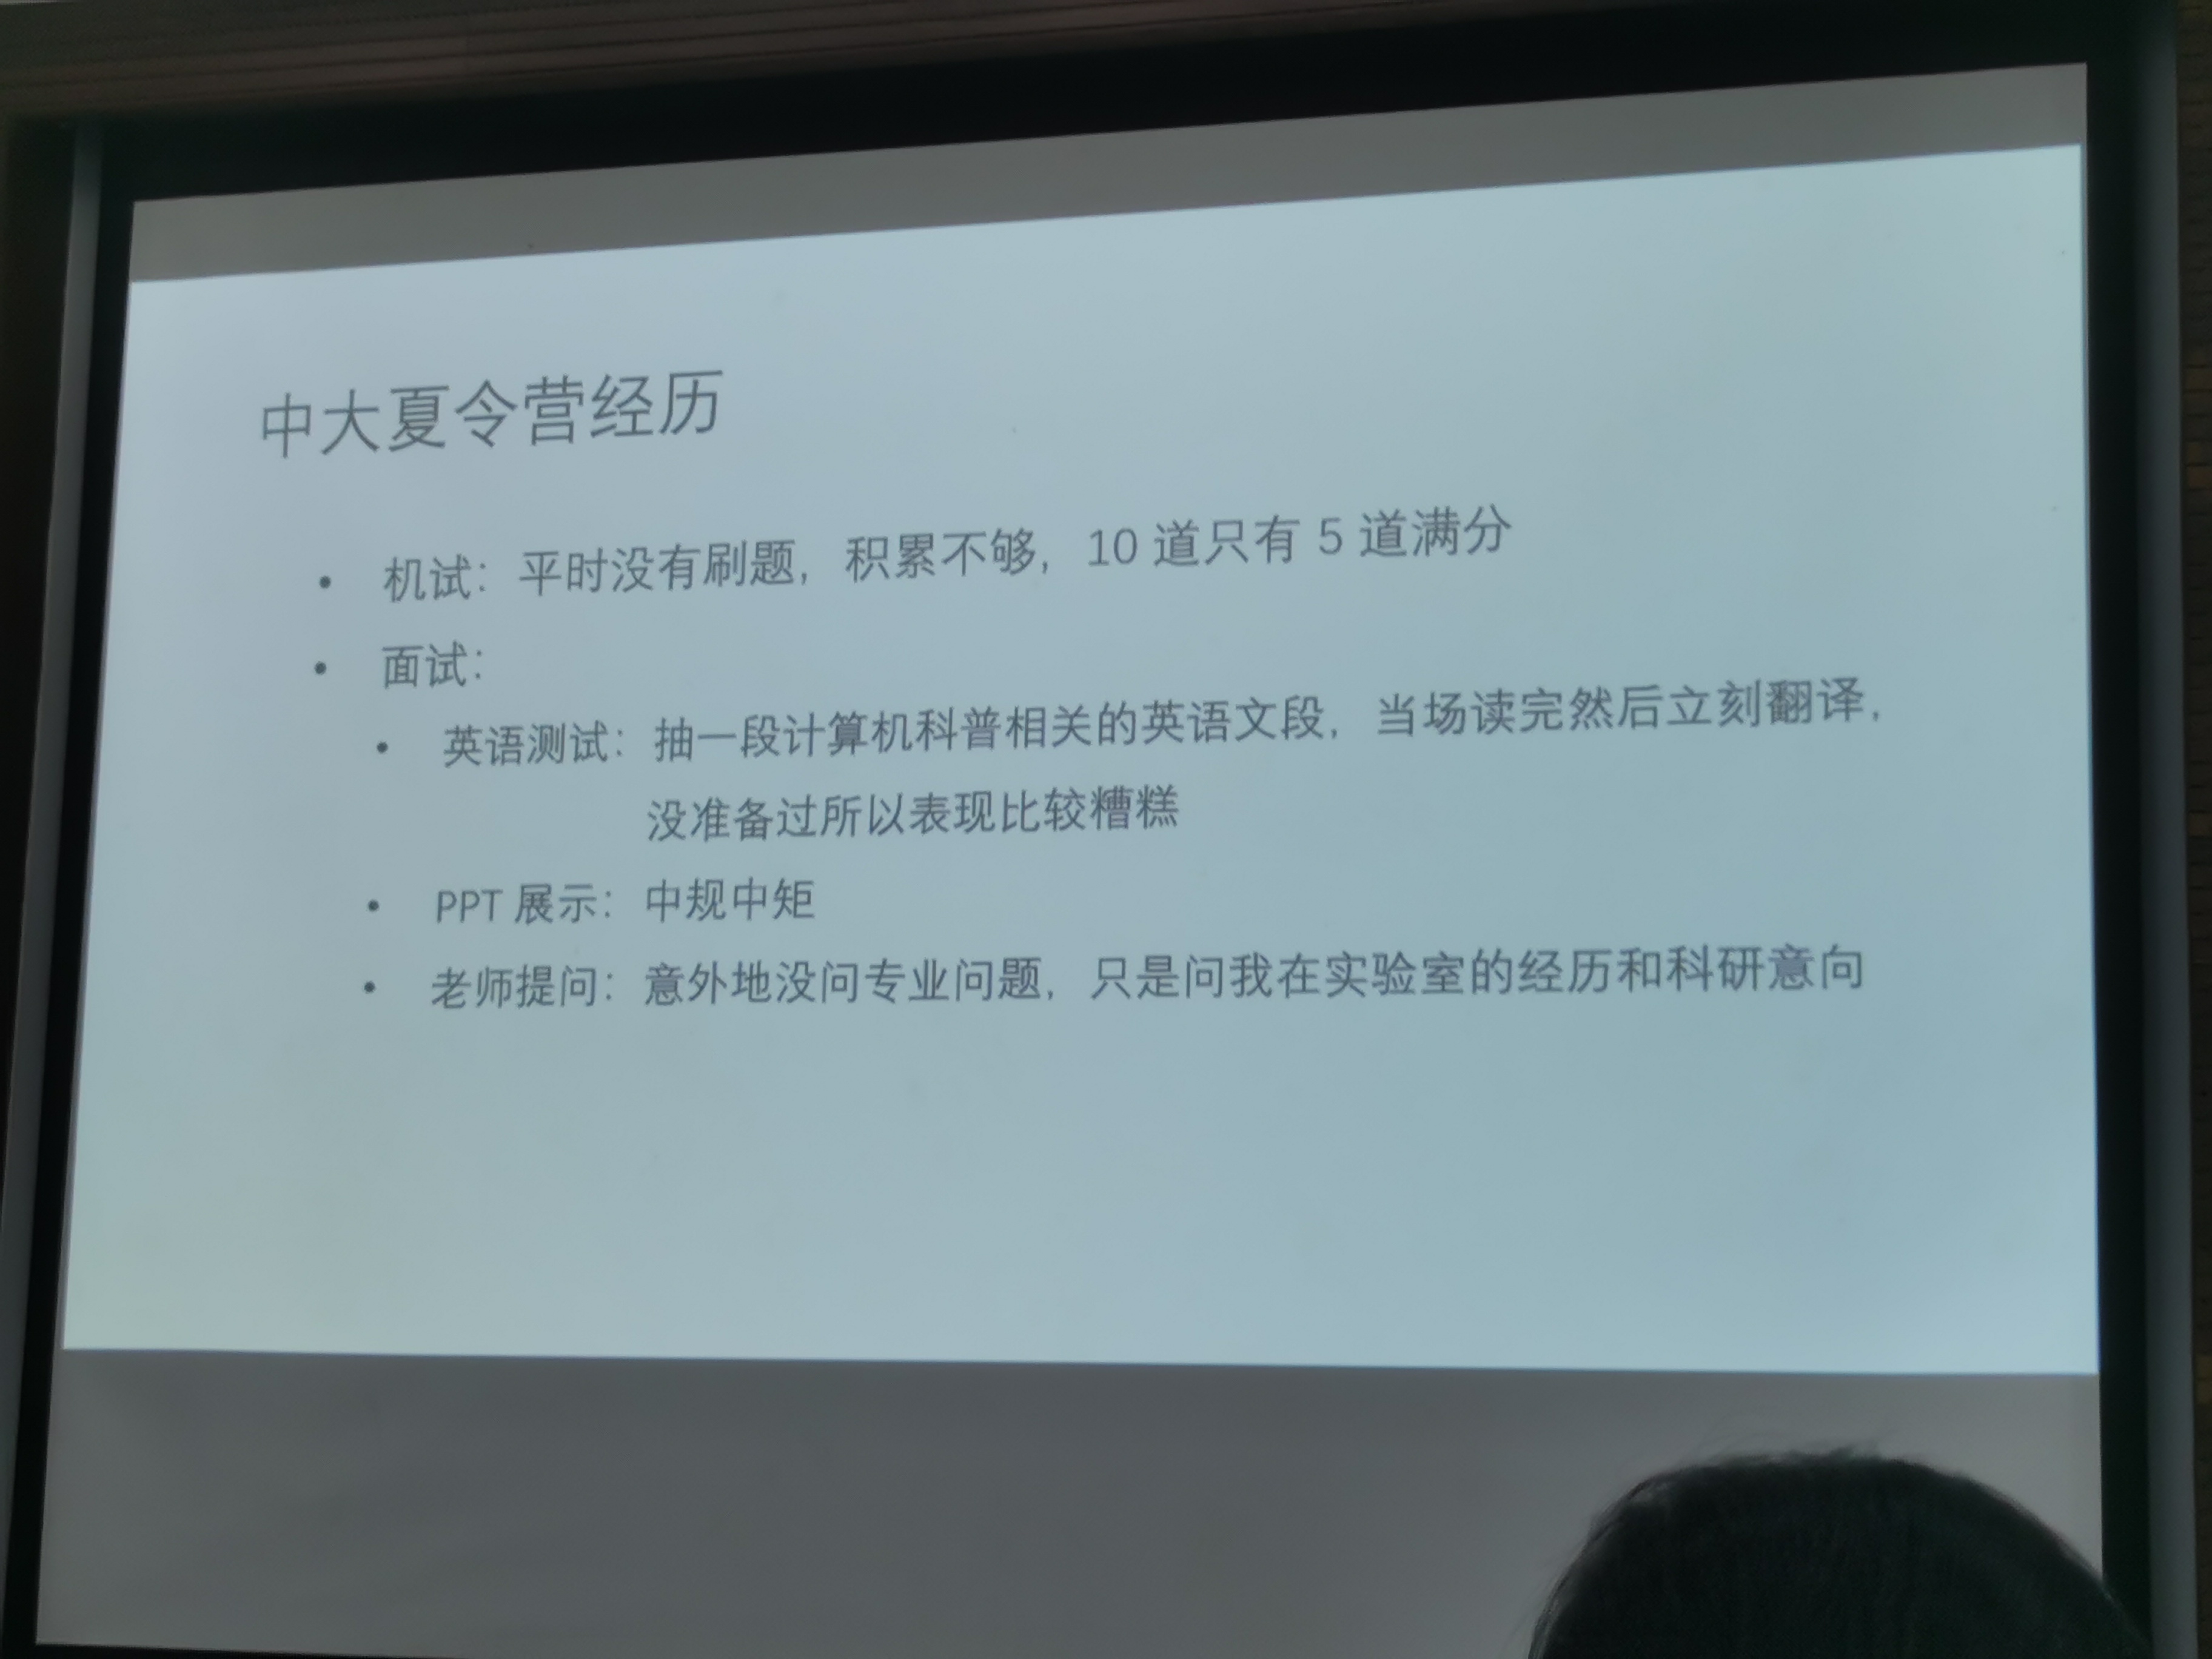 中大夏令营经历
• 机试：平时没有刷题，积累不够，10 道只有 5 道满分
• 面试：
• 英语测试：抽一段计算机科普相关的英语文段，当场读完然后立刻翻译，
没准备过所以表现比较糟糕
• PPT 展示：中规中矩
• 老师提问：意外地没问专业问题，只是问我在实验室的经历和科研意向